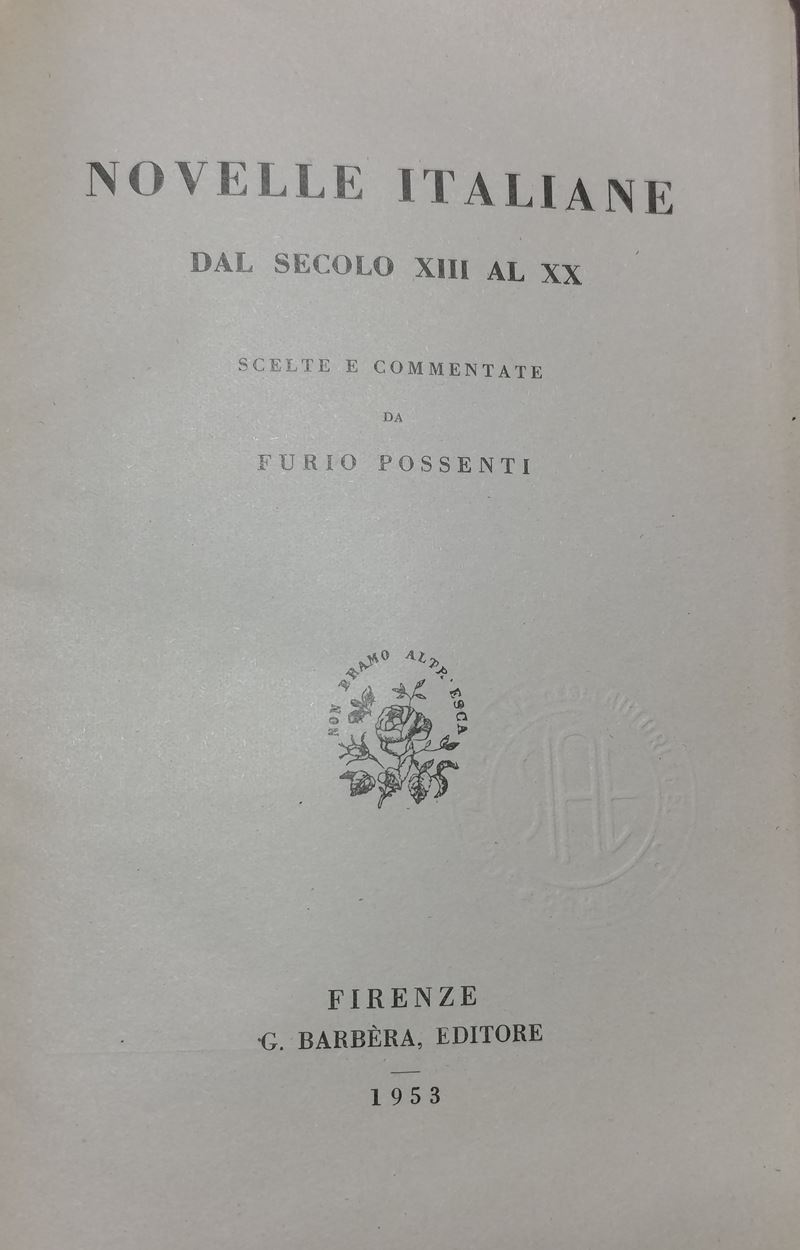 NOVELLE ITALIANE
DAL SECOLO XIII AL XX
SCELTE E COMMENTATE
DA
FURIO POSSENTI
NON BRAMO ALTR' ESCA
FIRENZE
G. BARBÈRA, EDITORE
1953